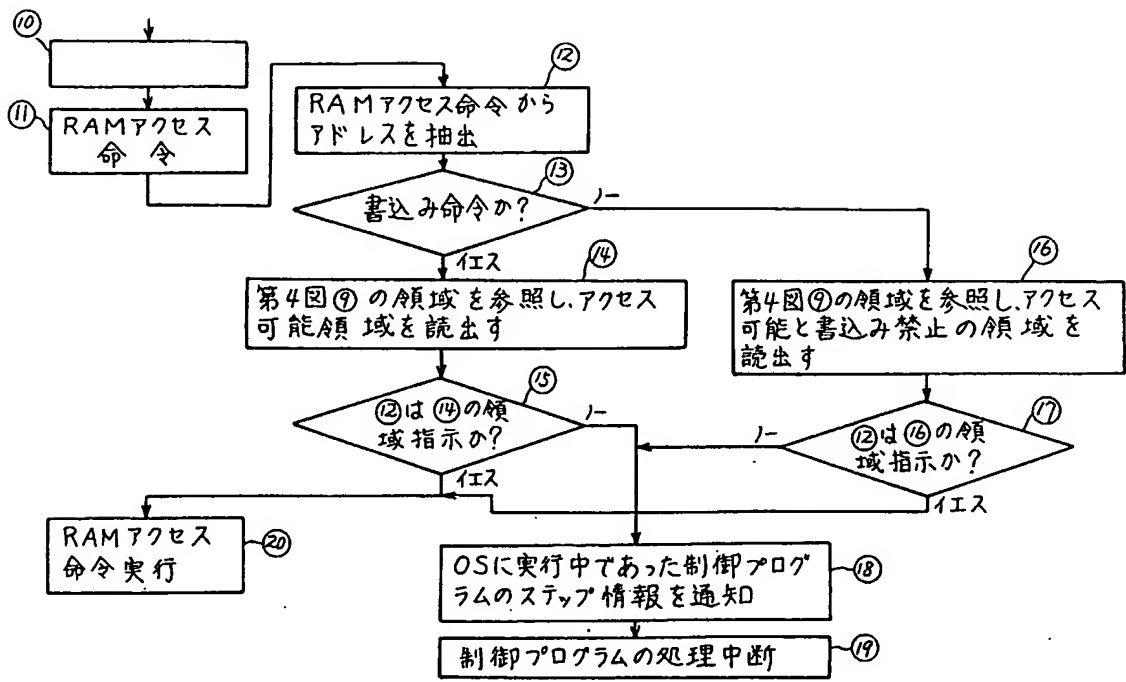 ⑩
⑪
RAMアクセス
命令
⑫
RAMアクセス命令から
アドレスを抽出
⑬
書込み命令か?
ノー
イエス
⑭
第4図⑨の領域を参照し、アクセス
可能領域を読出す
⑯
第4図⑨の領域を参照し、アクセス
可能と書込み禁止の領域を
読出す
⑮
⑫は⑭の領
域指示か?
ノー
イエス
⑰
⑫は⑯の領
域指示か?
ノー
イエス
RAMアクセス
命令実行
⑳
OSに実行中であった制御プログ
ラムのステップ情報を通知
⑱
制御プログラムの処理中断
⑲